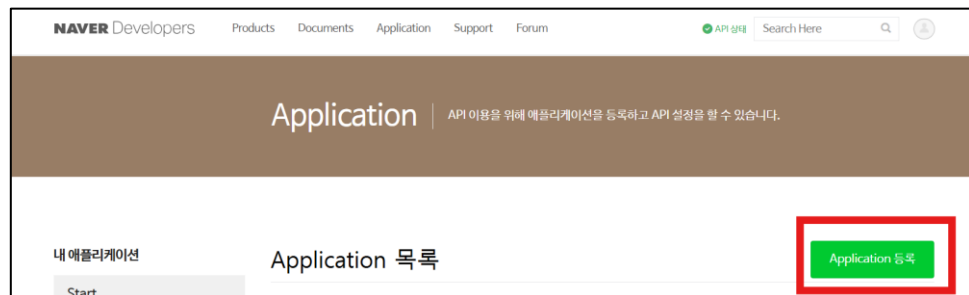 NAVER Developers Products Documents Application Support Forum API 상태 Search Here
Application API 이용을 위해 애플리케이션을 등록하고 API 설정을 할 수 있습니다.
내 애플리케이션
Application 목록
Application 등록
Start